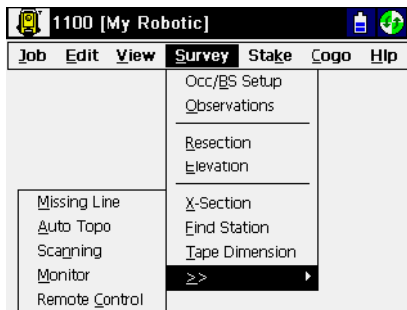 1100 [My Robotic]
Job Edit View Survey Stake Cogo Hlp
Occ/BS Setup
Observations
Resection
Elevation
X-Section
Find Station
Tape Dimension
>>
Missing Line
Auto Topo
Scanning
Monitor
Remote Control